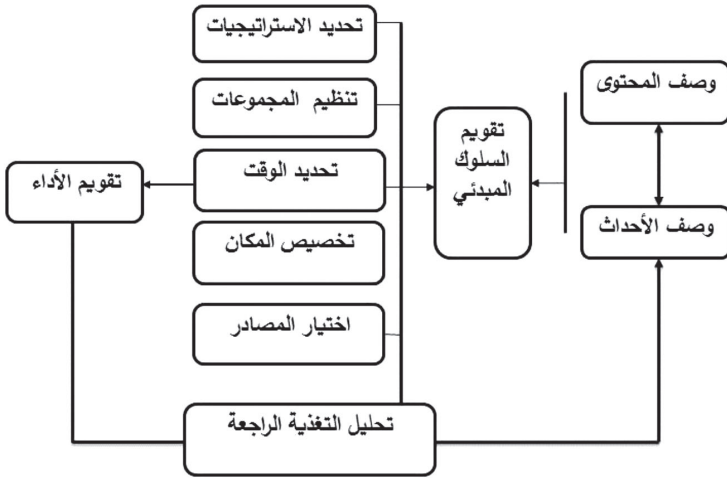 وصف المحتوى
وصف الأحداث
تقويم
السلوك
المبدئي
تحديد الاستراتيجيات
تنظيم المجموعات
تحديد الوقت
تخصيص المكان
اختيار المصادر
تقويم الأداء
تحليل التغذية الراجعة